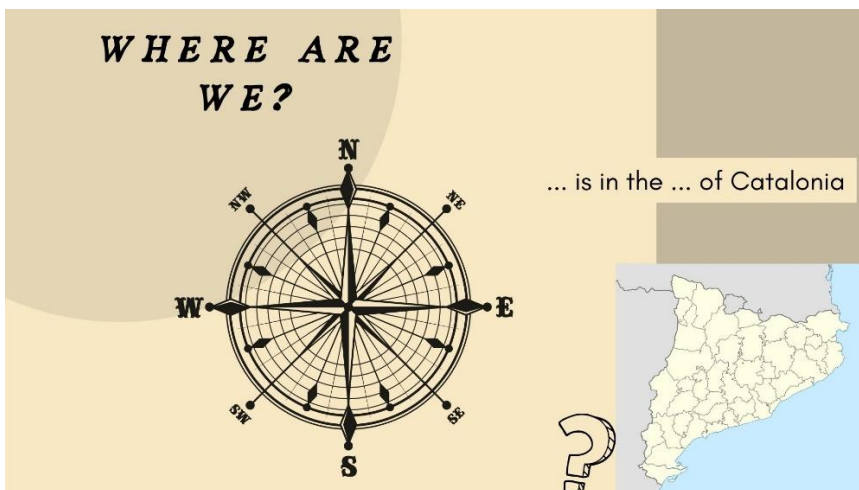 WHERE ARE
WE?
N
NW
NE
... is in the ... of Catalonia
W
E
SW
SE
S
?